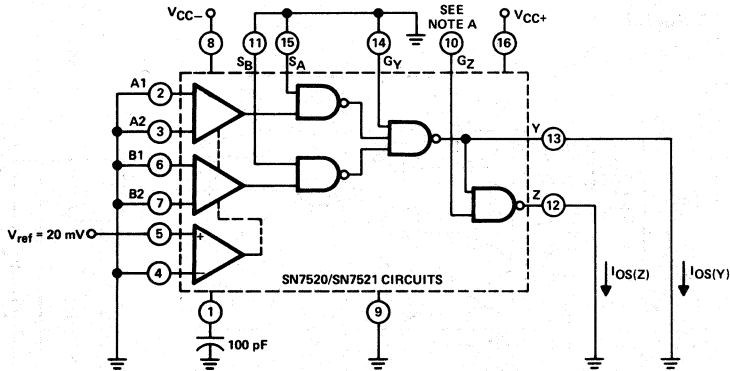 SEE
NOTE A
VCC−
VCC+
8
11
15
14
10
16
SB
SA
GY
GZ
A1
2
A2
3
B1
6
B2
7
Vref = 20 mV
5
+
4
−
Y
13
Z
12
SN7520/SN7521 CIRCUITS
IOS(Z)
IOS(Y)
1
9
100 pF